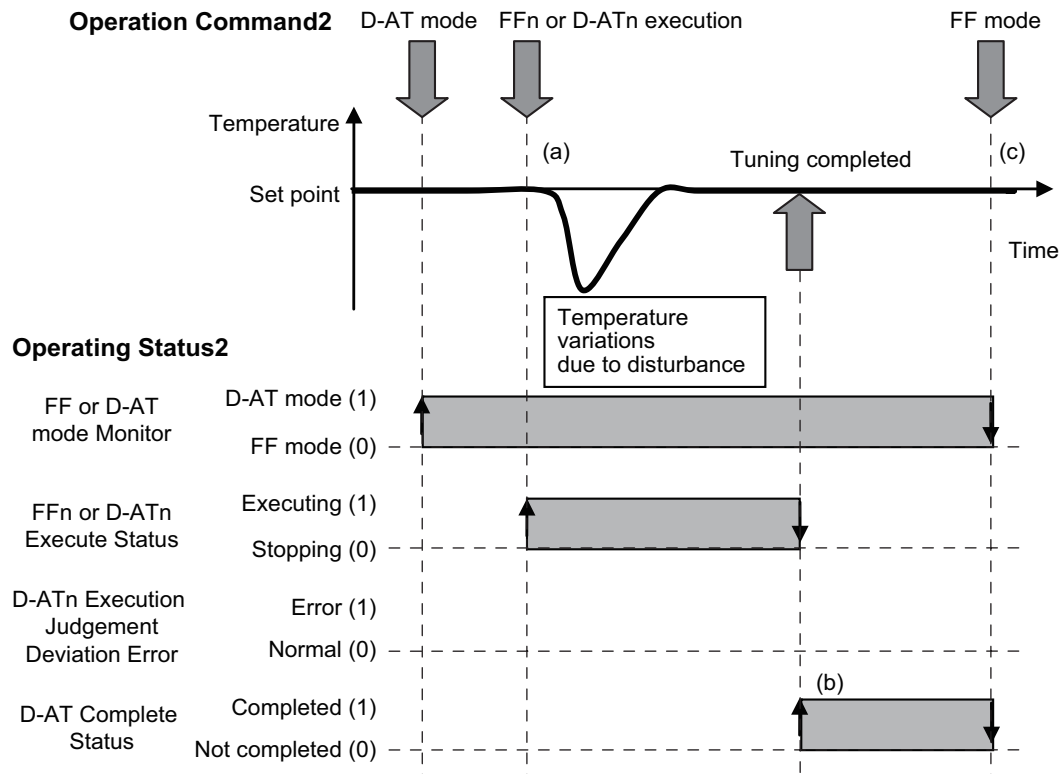 Operation Command2
D-AT mode
FFn or D-ATn execution
FF mode
Temperature
(a)
Tuning completed
(c)
Set point
Time
Temperature
variations
due to disturbance
Operating Status2
FF or D-AT
mode Monitor
D-AT mode (1)
FF mode (0)
FFn or D-ATn
Execute Status
Executing (1)
Stopping (0)
D-ATn Execution
Judgement
Deviation Error
Error (1)
Normal (0)
(b)
D-AT Complete
Status
Completed (1)
Not completed (0)